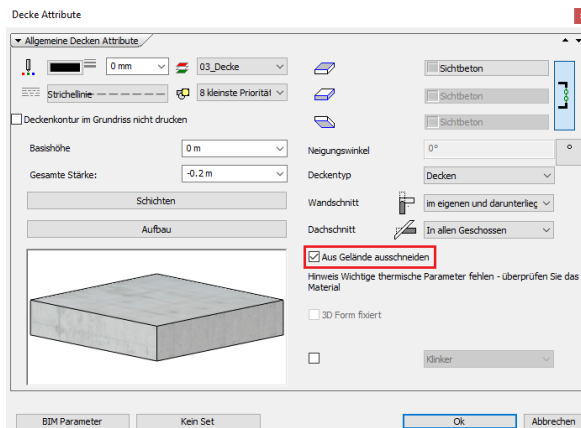 Decke Attribute
Allgemeine Decken Attribute
0 mm
03_Decke
Sichtbeton
Strichellinie
8 kleinste Priorität
Sichtbeton
Deckenkontur im Grundriss nicht drucken
Sichtbeton
Basishöhe
0 m
Neigungswinkel
0°
Gesamte Stärke:
-0.2 m
Deckentyp
Decken
Schichten
Wandschnitt
im eigenen und
Aufbau
Dachschnitt
In allen Geschossen
Aus Gelände ausschneiden
Hinweis Wichtige thermische Parameter fehlen - überprüfen Sie das
Material
3D Form fixiert
Klinker
BIM Parameter
Kein Set
Ok
Abbrechen